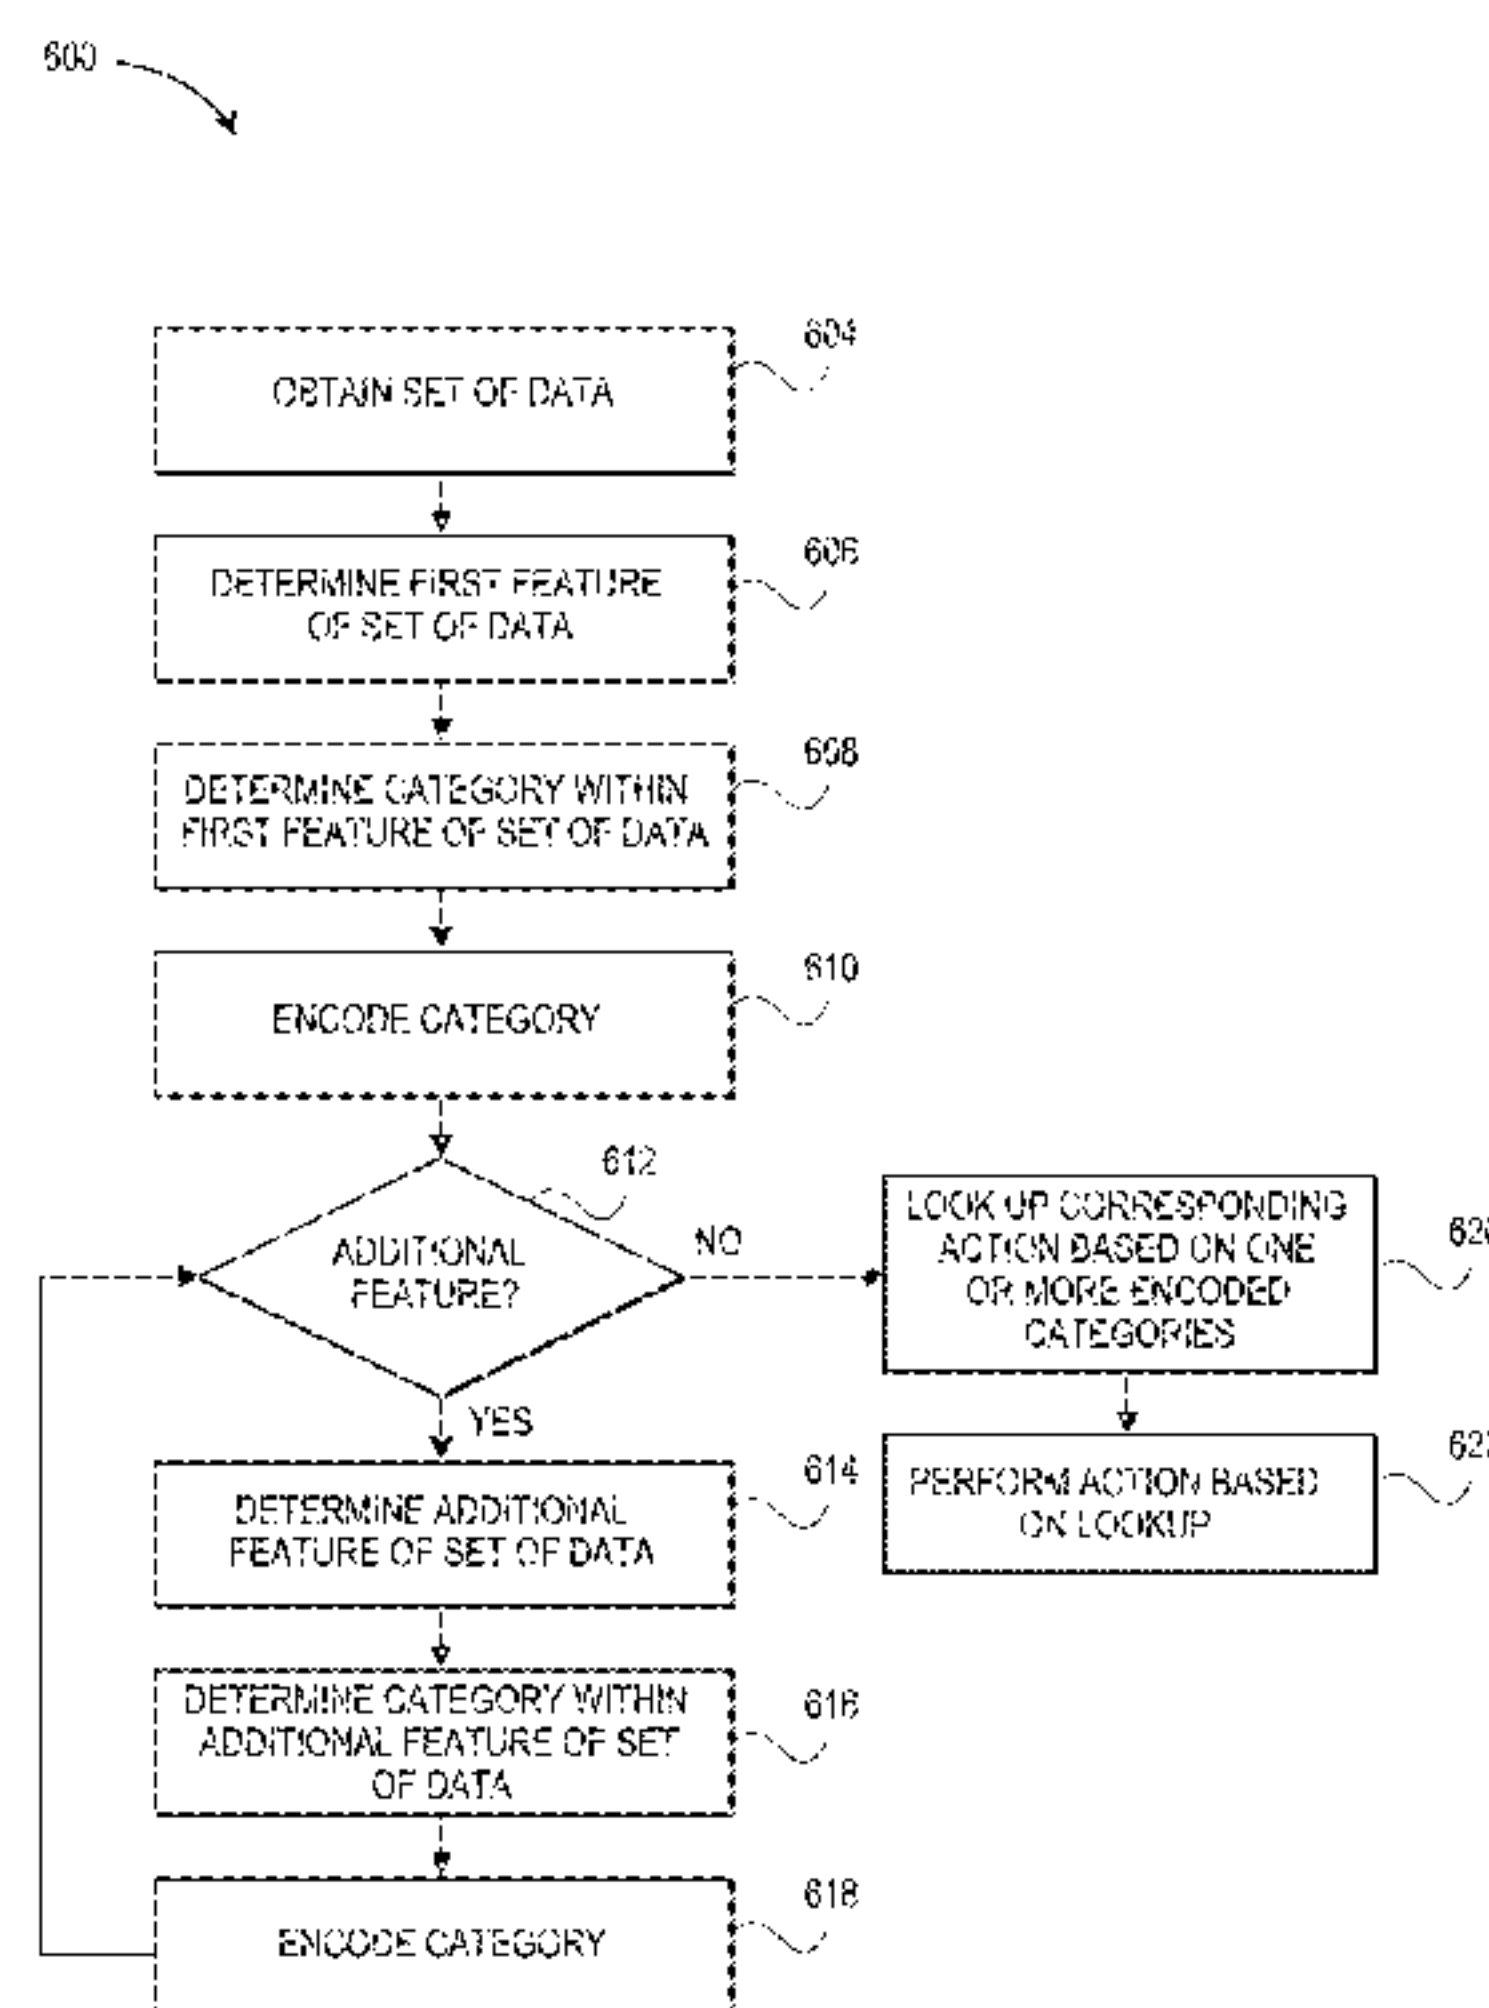 600
604
OBTAIN SET OF DATA
606
DETERMINE FIRST FEATURE
OF SET OF DATA
608
DETERMINE CATEGORY WITHIN
FIRST FEATURE OF SET OF DATA
610
ENCODE CATEGORY
612
ADDITIONAL
FEATURE?
NO
LOOK UP CORRESPONDING
ACTION BASED ON ONE
OR MORE ENCODED
CATEGORIES
YES
614
DETERMINE ADDITIONAL
FEATURE OF SET OF DATA
PERFORM ACTION BASED
ON LOOKUP
616
DETERMINE CATEGORY WITHIN
ADDITIONAL FEATURE OF SET
OF DATA
618
ENCODE CATEGORY